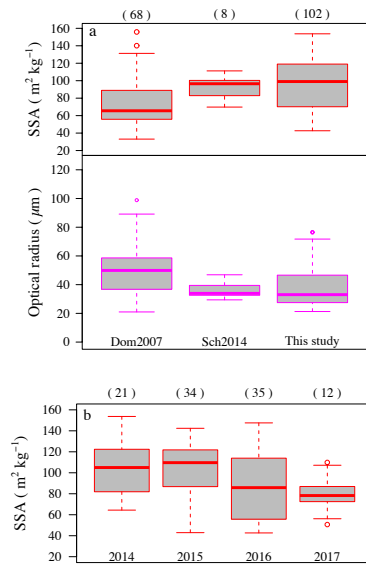 ( 68 ) ( 8 ) ( 102 )
a
160
140
120
100
80
60
40
20
SSA ( m² kg⁻¹)
120
100
80
60
40
20
0
Optical radius ( μm)
Dom2007 Sch2014 This study
( 21 ) ( 34 ) ( 35 ) ( 12 )
b
160
140
120
100
80
60
40
20
SSA ( m² kg⁻¹)
2014 2015 2016 2017